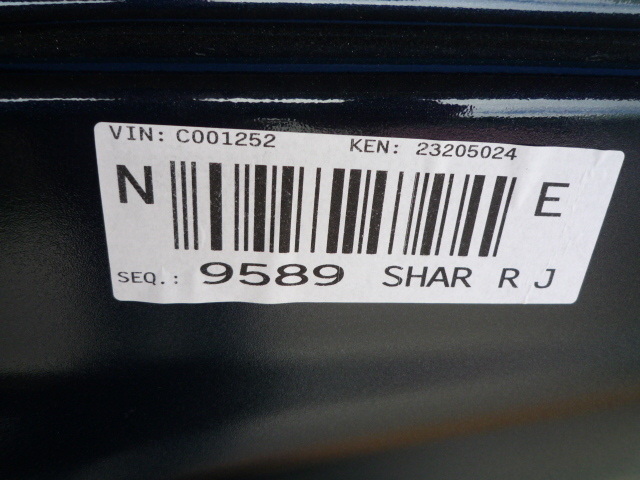 VIN: C001252 KEN: 23205024
N E
SEQ.: 9589 SHAR R J